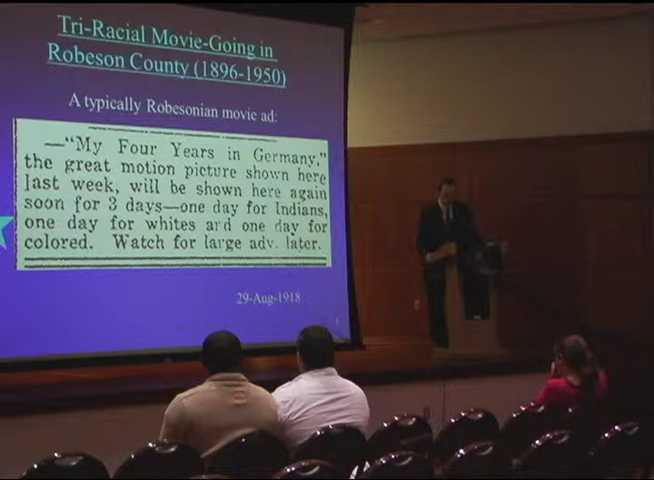 Tri-Racial Movie-Going in
Robeson County (1896-1950)
A typically Robesonian movie ad:
—"My Four Years in Germany,"
the great motion picture shown here
last week, will be shown here again
soon for 3 days—one day for Indians,
one day for whites and one day for
colored. Watch for large adv. later.
29-Aug-1918